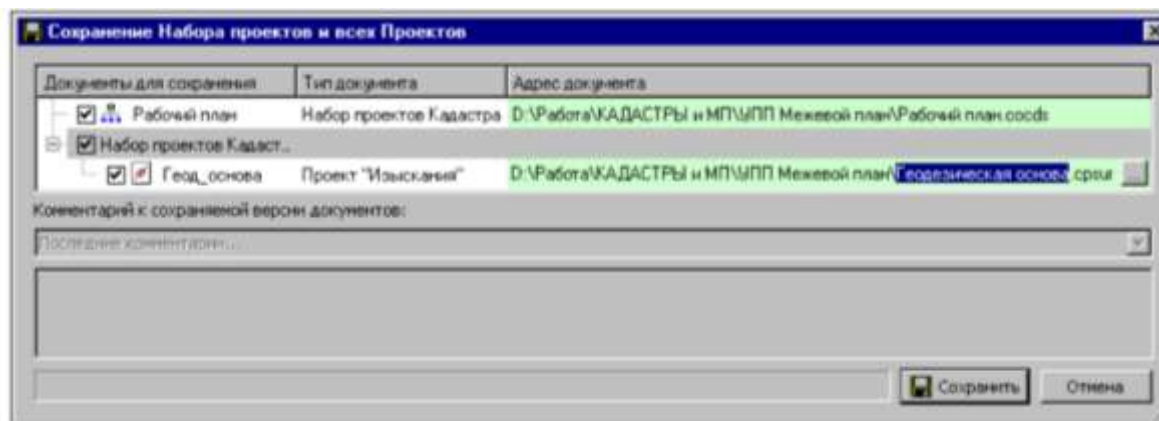 Сохранение Набора проектов и всех Проектов
Документы для сохранения Тип документа Адрес документа
Рабочий план Набор проектов Кадастра D:\Работа\КАДАСТРЫ и МП\УПП Межевой план\Рабочий план.cocds
Набор проектов Кадаст...
Геод_основа Проект "Изыскания" D:\Работа\КАДАСТРЫ и МП\УПП Межевой план\Геодезическая основа.cpsur
Комментарий к сохраняемой версии документов:
Последние комментарии...
Сохранить Отмена